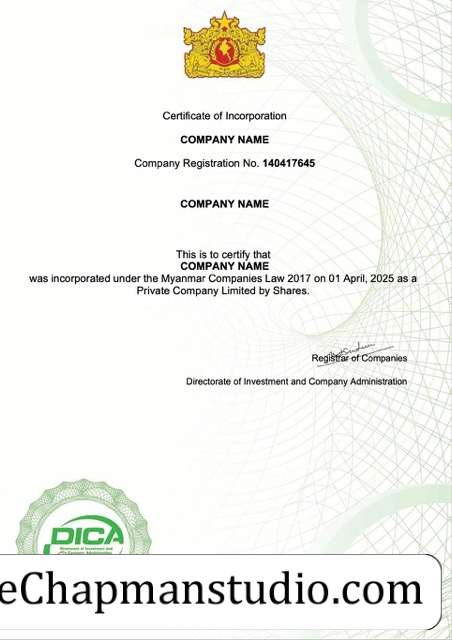 Certificate of Incorporation
COMPANY NAME
Company Registration No. 140417645
COMPANY NAME
This is to certify that
COMPANY NAME
was incorporated under the Myanmar Companies Law 2017 on 01 April, 2025 as a
Private Company Limited by Shares.
Registrar of Companies
Directorate of Investment and Company Administration
DICA
Directorate of Investment and
Company Administration
eChapmanstudio.com